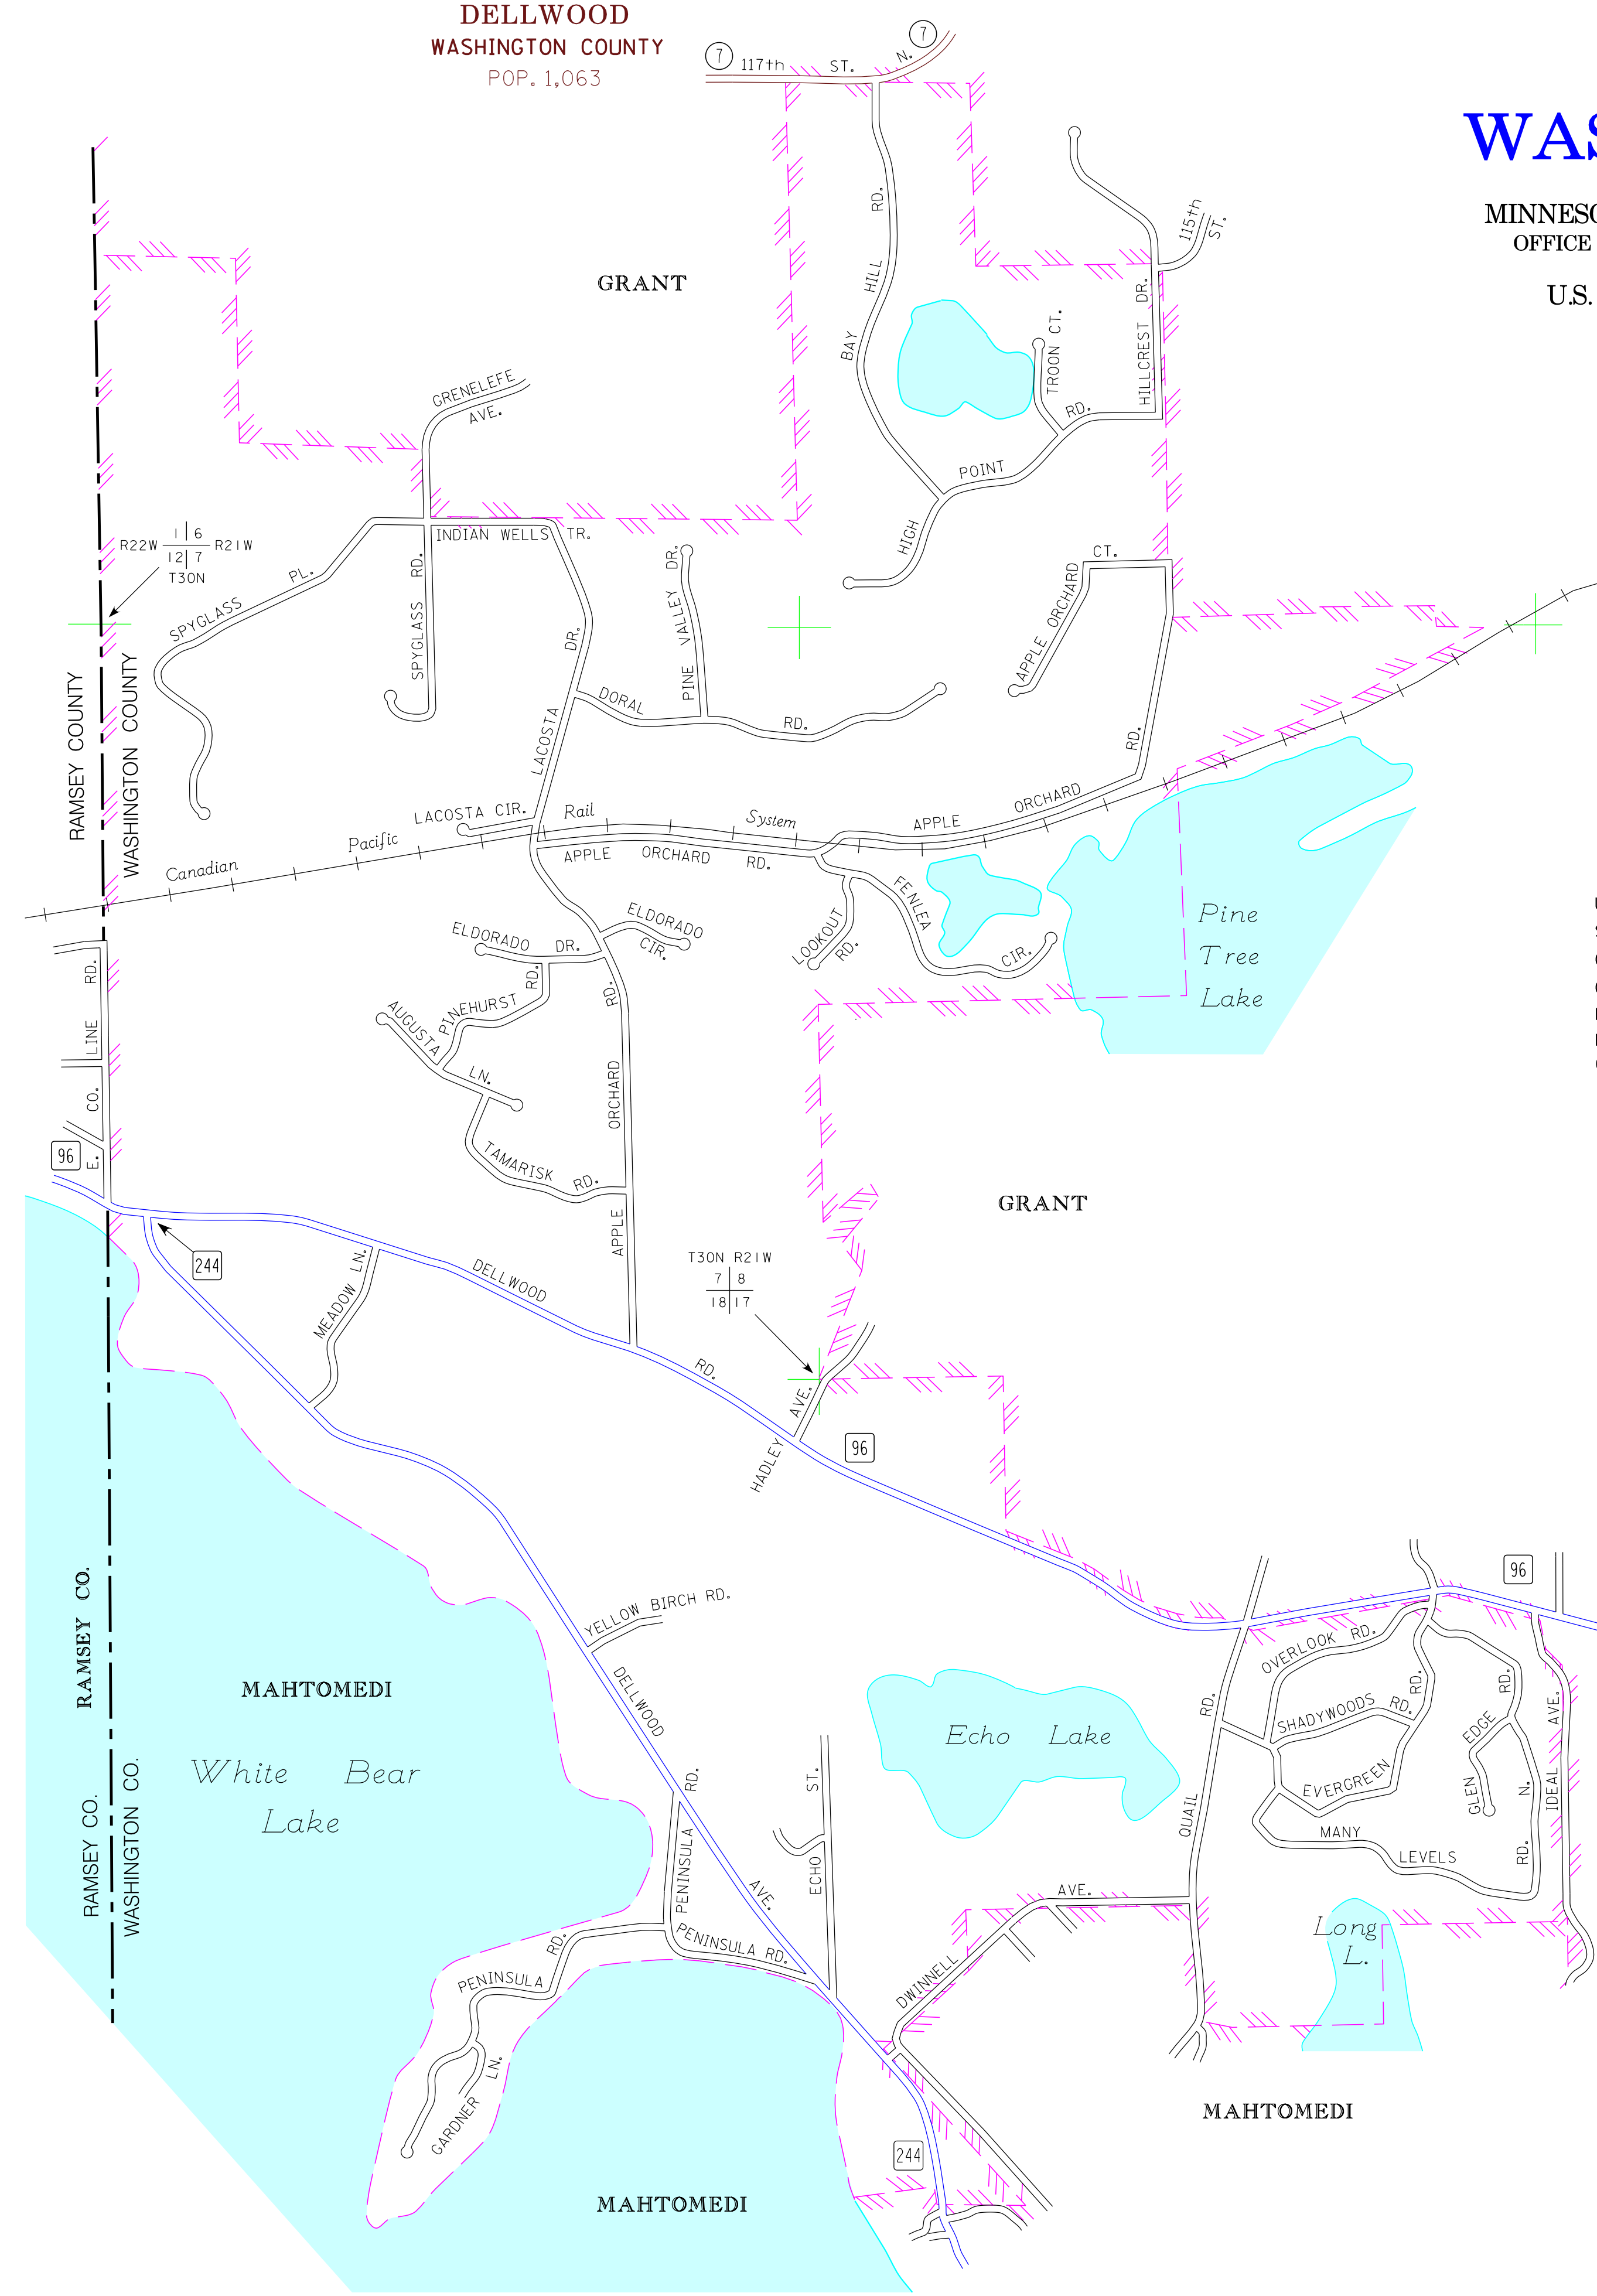 DELLWOOD
WASHINGTON COUNTY
POP. 1,063
7
117th ST. N.
7
WAS
MINNESO
OFFICE
U.S.
115th ST.
BAY HILL RD.
GRANT
TROON CT.
HILLCREST DR.
GRENELEFE AVE.
HIGH POINT RD.
INDIAN WELLS TR.
R22W 1 6 R21W
12 7
T30N
SPYGLASS PL.
SPYGLASS RD.
PINE VALLEY DR.
APPLE ORCHARD CT.
LACOSTA DR.
DORAL RD.
RAMSEY COUNTY
WASHINGTON COUNTY
LACOSTA CIR.
Canadian Pacific Rail System
APPLE ORCHARD RD.
APPLE ORCHARD RD.
FENLEA CIR.
LOOKOUT RD.
Pine
Tree
Lake
ELDORADO DR.
ELDORADO CIR.
PINEHURST RD.
AUGUSTA LN.
E. CO. LINE RD.
TAMARISK RD.
APPLE ORCHARD RD.
96
244
GRANT
T30N R21W
7 8
18 17
MEADOW LN.
DELLWOOD RD.
HADLEY AVE.
96
96
RAMSEY CO.
YELLOW BIRCH RD.
OVERLOOK RD.
SHADYWOODS RD.
EVERGREEN RD.
GLEN EDGE RD.
IDEAL AVE.
MAHTOMEDI
White Bear
Lake
DELLWOOD AVE.
Echo Lake
QUAIL RD.
MANY LEVELS RD. N.
RAMSEY CO.
WASHINGTON CO.
PENINSULA RD.
ECHO ST.
PENINSULA RD.
PENINSULA RD.
DWINNELL AVE.
Long
L.
GARDNER LN.
MAHTOMEDI
244
MAHTOMEDI